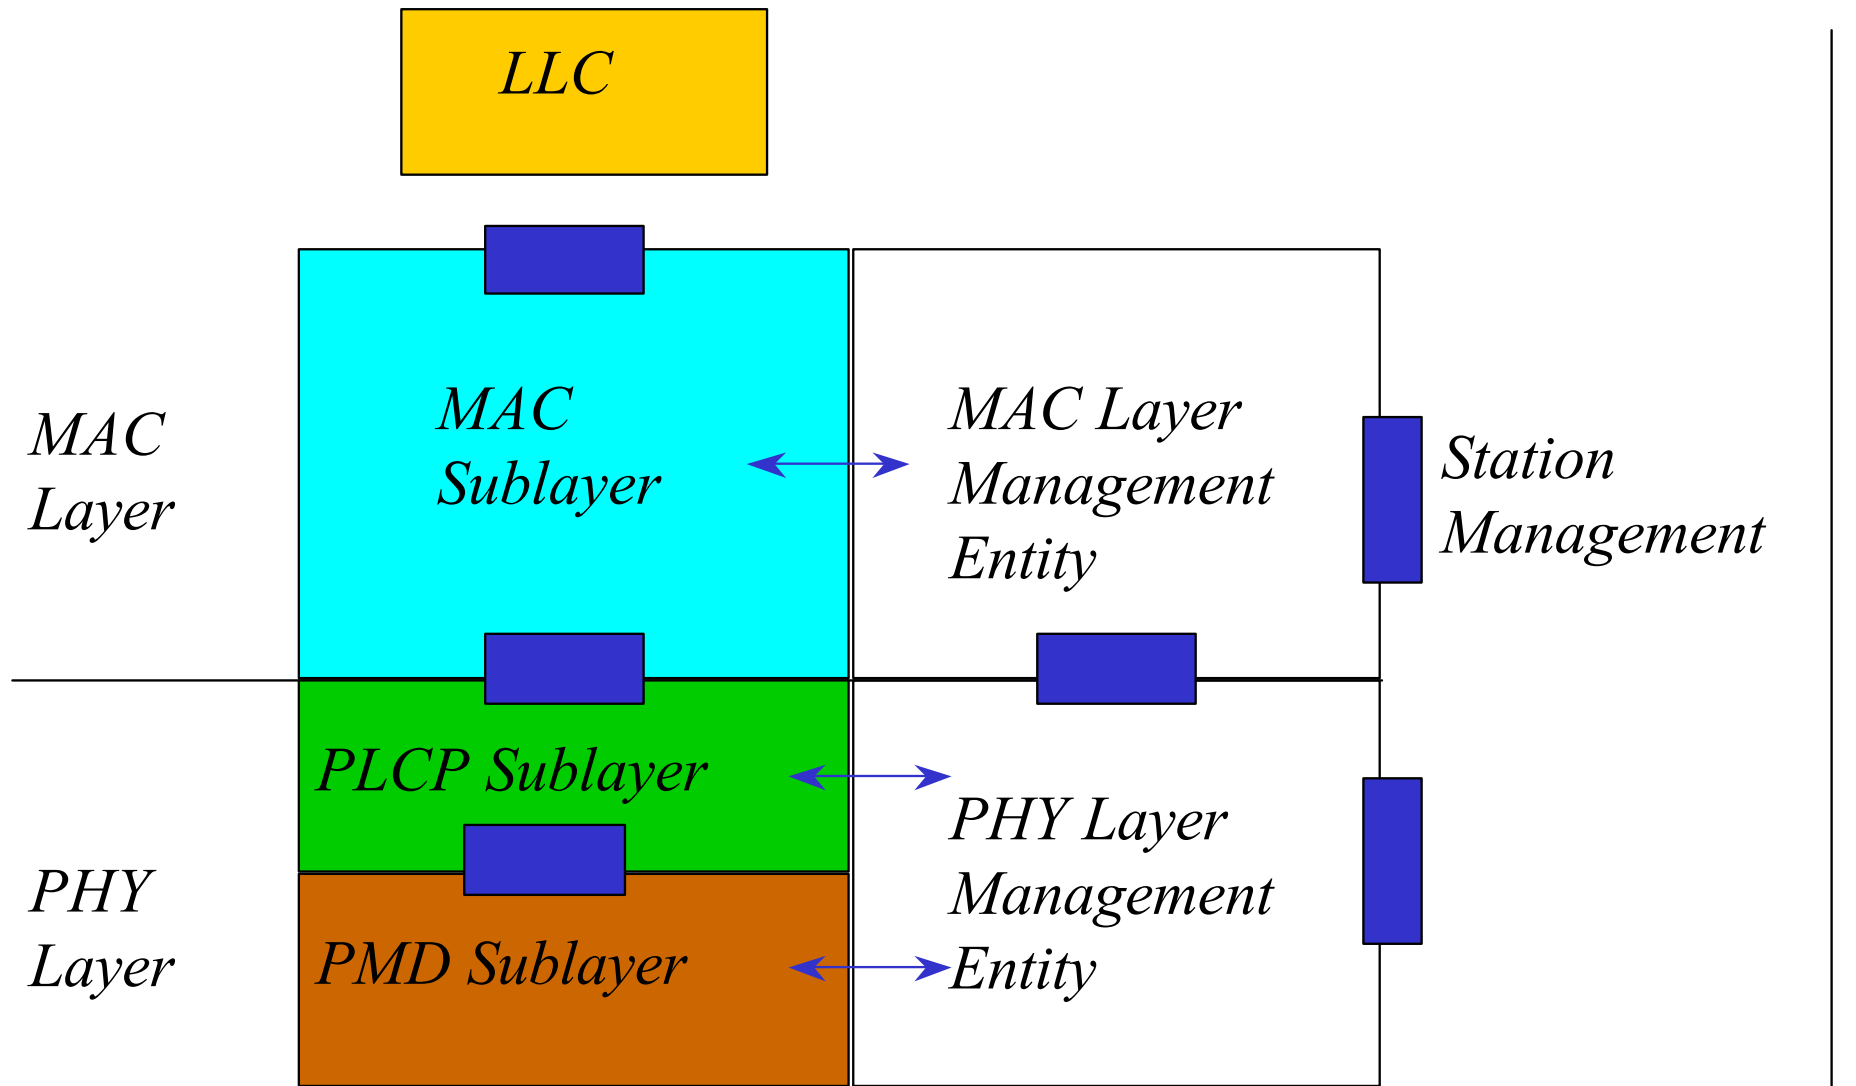 LLC
MAC
Layer
MAC
Sublayer
MAC Layer
Management
Entity
Station
Management
PHY
Layer
PLCP Sublayer
PMD Sublayer
PHY Layer
Management
Entity